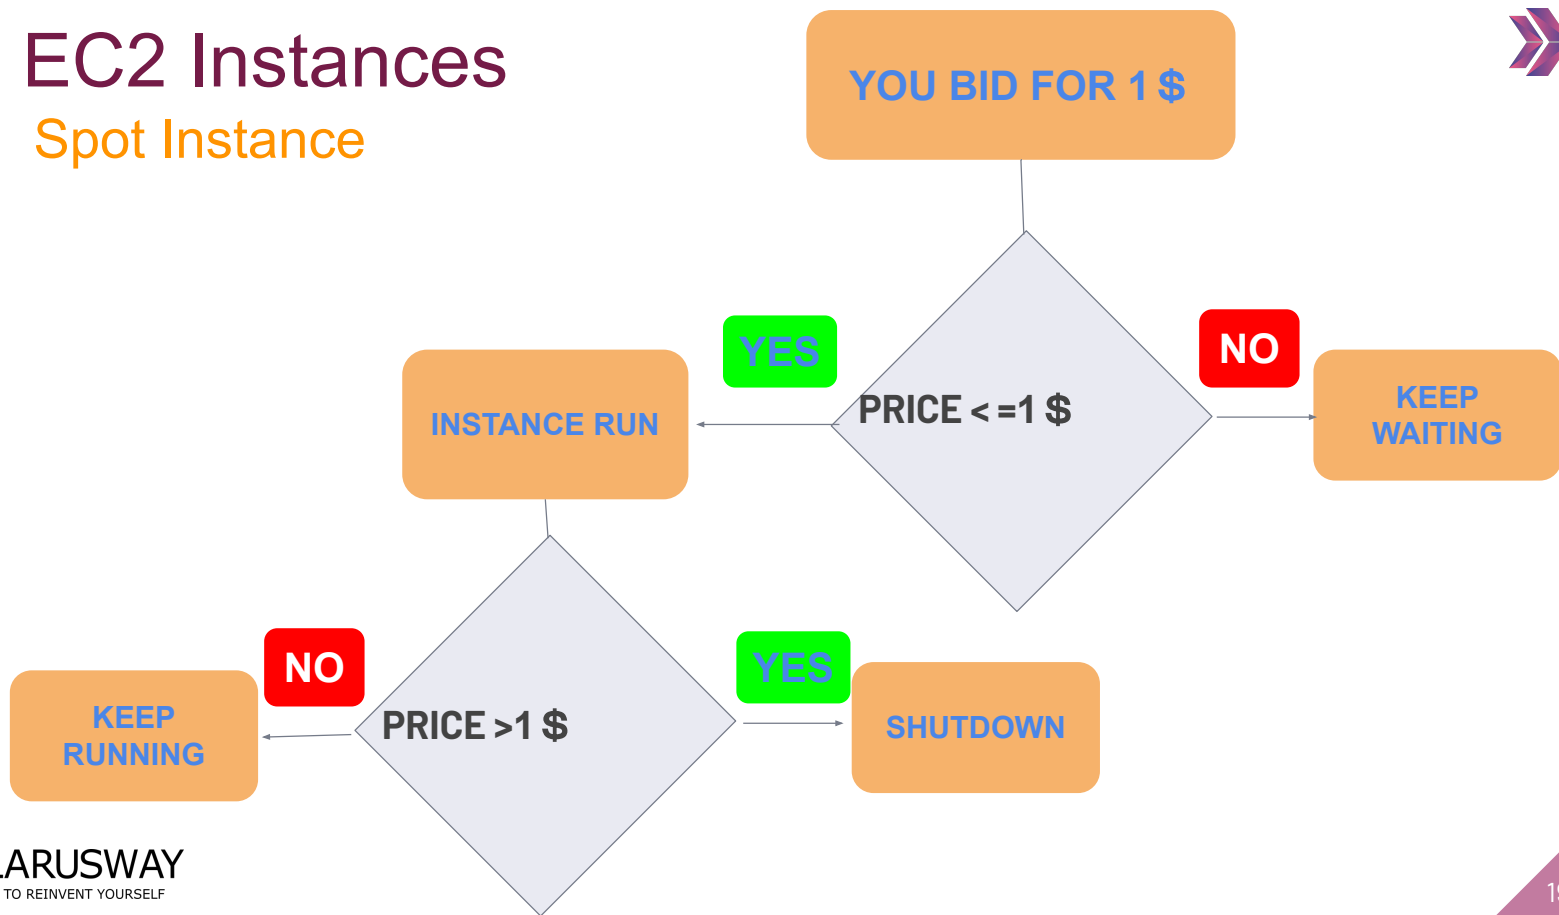 EC2 Instances
Spot Instance
YOU BID FOR 1 $
YES
NO
PRICE < =1 $
INSTANCE RUN
KEEP
WAITING
NO
YES
PRICE >1 $
KEEP
RUNNING
SHUTDOWN
LARUSWAY
TO REINVENT YOURSELF